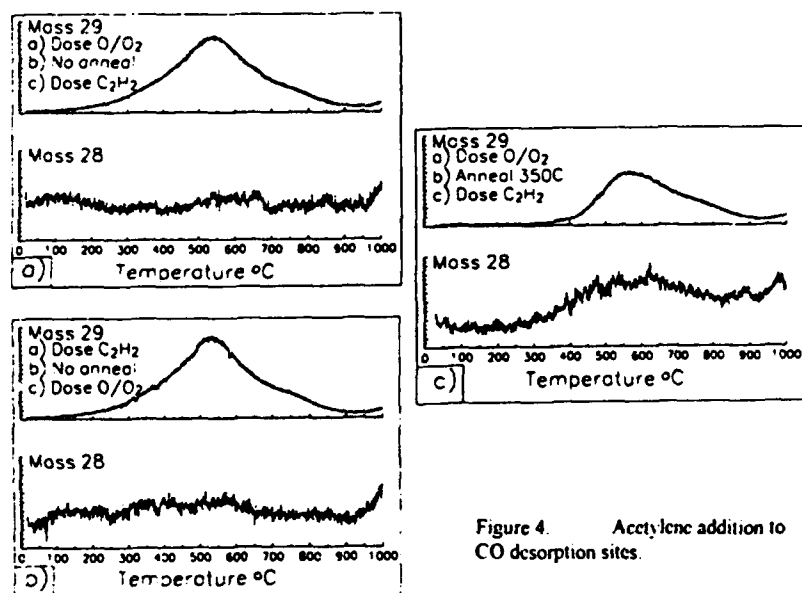 Mass 29
a) Dose O/O₂
b) No anneal
c) Dose C₂H₂
Mass 28
0 100 200 300 400 500 600 700 800 900 1000
Temperature °C
a)
Mass 29
a) Dose C₂H₂
b) No anneal
c) Dose O/O₂
Mass 28
0 100 200 300 400 500 600 700 800 900 1000
Temperature °C
b)
Mass 29
a) Dose O/O₂
b) Anneal 350C
c) Dose C₂H₂
Mass 28
0 100 200 300 400 500 600 700 800 900 1000
Temperature °C
c)
Figure 4. Acetylene addition to
CO desorption sites.